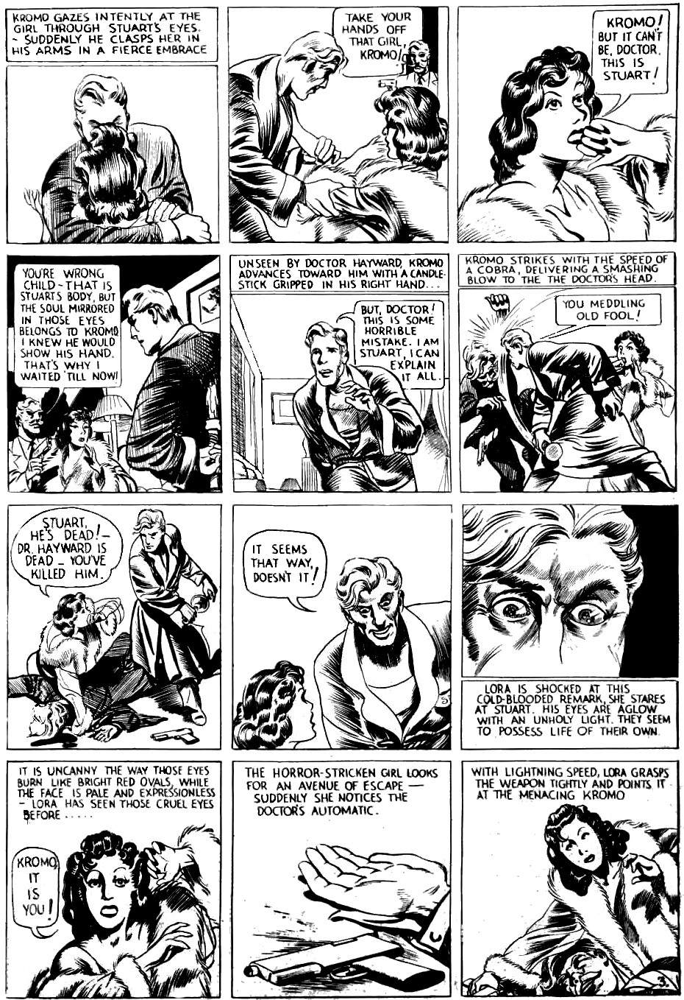 KROMO GAZES INTENTLY AT THE
GIRL THROUGH STUART'S EYES.
~ SUDDENLY HE CLASPS HER IN
HIS ARMS IN A FIERCE EMBRACE
TAKE YOUR
HANDS OFF
THAT GIRL,
KROMO!
KROMO!
BUT IT CAN'T
BE, DOCTOR.
THIS IS
STUART!
YOU'RE WRONG
CHILD - THAT IS
STUART'S BODY, BUT
THE SOUL MIRRORED
IN THOSE EYES
BELONGS TO KROMO
I KNEW HE WOULD
SHOW HIS HAND.
THAT'S WHY I
WAITED 'TILL NOW!
UNSEEN BY DOCTOR HAYWARD, KROMO
ADVANCES TOWARD HIM WITH A CANDLE-
STICK GRIPPED IN HIS RIGHT HAND...
BUT, DOCTOR!
THIS IS SOME
HORRIBLE
MISTAKE. I AM
STUART, I CAN
EXPLAIN
IT ALL.
KROMO STRIKES WITH THE SPEED OF
A COBRA, DELIVERING A SMASHING
BLOW TO THE THE DOCTOR'S HEAD.
YOU MEDDLING
OLD FOOL!
STUART,
HE'S DEAD! -
DR. HAYWARD IS
DEAD - YOU'VE
KILLED HIM.
IT SEEMS
THAT WAY,
DOESN'T IT!
LORA IS SHOCKED AT THIS
COLD-BLOODED REMARK, SHE STARES
AT STUART. HIS EYES ARE AGLOW
WITH AN UNHOLY LIGHT. THEY SEEM
TO POSSESS LIFE OF THEIR OWN.
IT IS UNCANNY THE WAY THOSE EYES
BURN LIKE BRIGHT RED OVALS, WHILE
THE FACE IS PALE AND EXPRESSIONLESS
- LORA HAS SEEN THOSE CRUEL EYES
BEFORE .....
KROMO,
IT
IS
YOU!
THE HORROR-STRICKEN GIRL LOOKS
FOR AN AVENUE OF ESCAPE —
SUDDENLY SHE NOTICES THE
DOCTOR'S AUTOMATIC.
WITH LIGHTNING SPEED, LORA GRASPS
THE WEAPON TIGHTLY AND POINTS IT
AT THE MENACING KROMO
3.